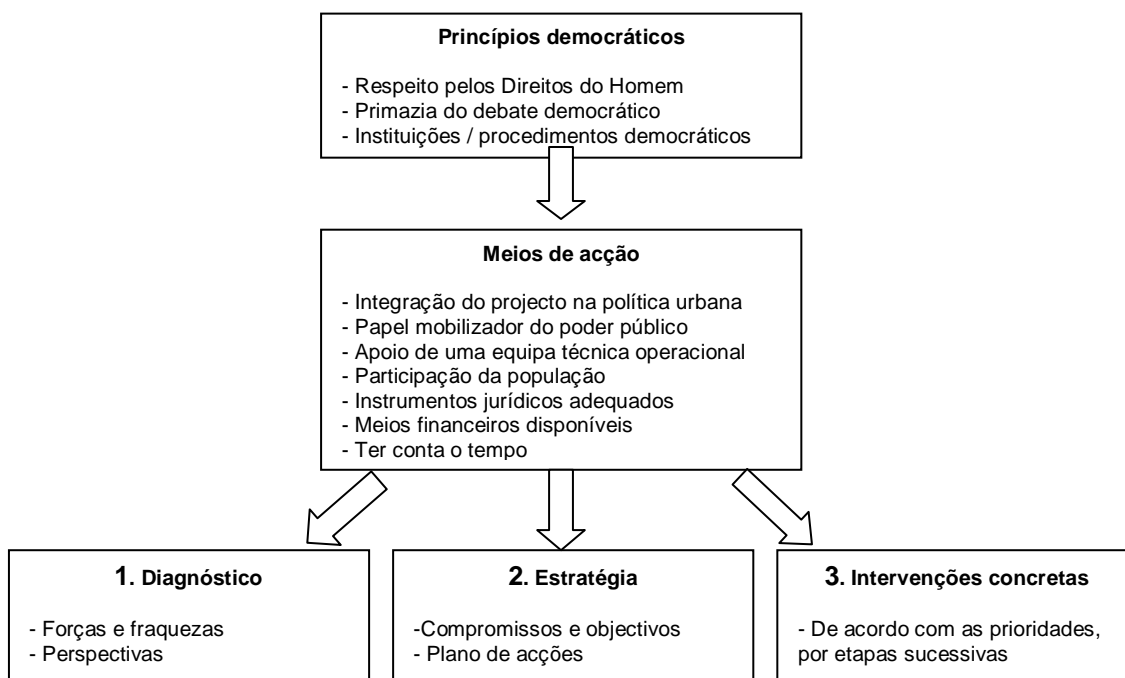 Princípios democráticos
- Respeito pelos Direitos do Homem
- Primazia do debate democrático
- Instituições / procedimentos democráticos
Meios de acção
- Integração do projecto na política urbana
- Papel mobilizador do poder público
- Apoio de uma equipa técnica operacional
- Participação da população
- Instrumentos jurídicos adequados
- Meios financeiros disponíveis
- Ter conta o tempo
1. Diagnóstico
- Forças e fraquezas
- Perspectivas
2. Estratégia
-Compromissos e objectivos
- Plano de acções
3. Intervenções concretas
- De acordo com as prioridades,
por etapas sucessivas